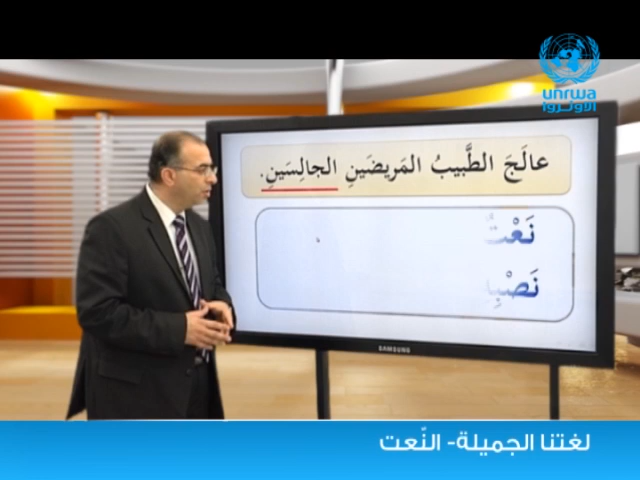 unrwa
الأونروا
عالَجَ الطَّبيبُ المَريضَينِ الجالِسَينِ.
نَعْتٌ
نَصْبِ
SAMSUNG
لغتنا الجميلة- النّعت